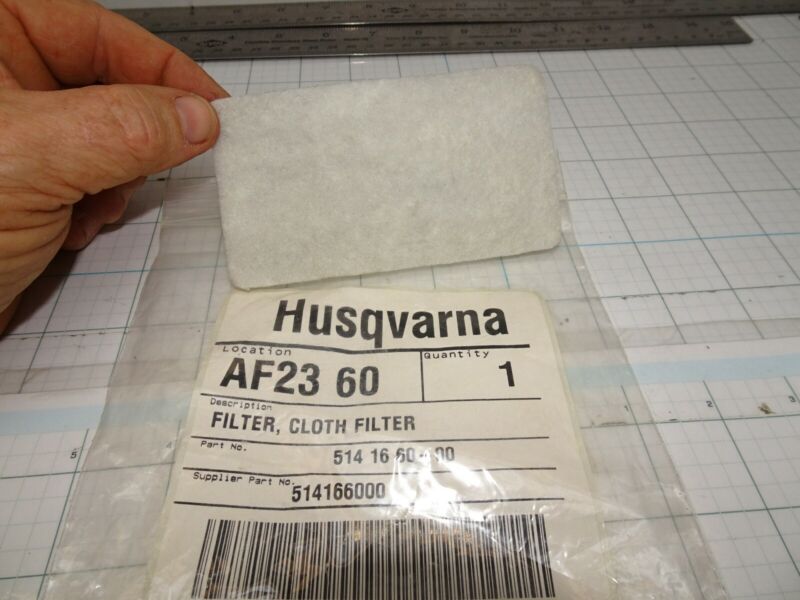 Husqvarna
Location
AF23 60
Quantity
1
Description
FILTER, CLOTH FILTER
Part No.
514 16 60-00
Supplier Part No.
514166000